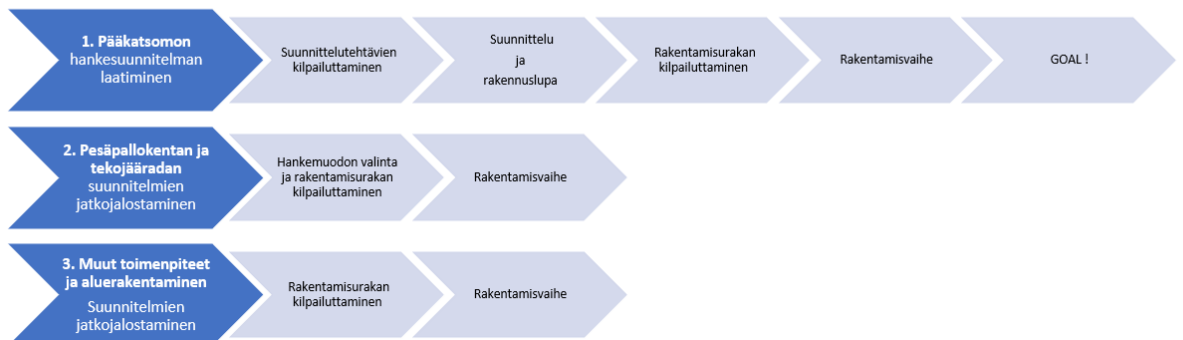 1. Pääkatsomon
hankesuunnitelman
laatiminen
Suunnittelutehtävien
kilpailuttaminen
Suunnittelu
ja
rakennuslupa
Rakentamisurakan
kilpailuttaminen
Rakentamisvaihe
GOAL !
2. Pesäpallokentan ja
tekojääradan
suunnitelmien
jatkojalostaminen
Hankemuodon valinta
ja rakentamisurakan
kilpailuttaminen
Rakentamisvaihe
3. Muut toimenpiteet
ja aluerakentaminen
Suunnitelmien
jatkojalostaminen
Rakentamisurakan
kilpailuttaminen
Rakentamisvaihe